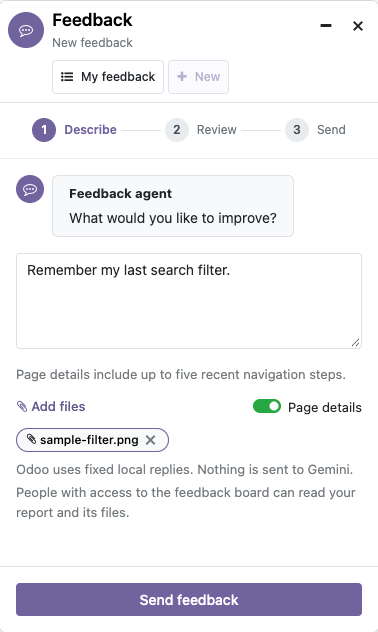 Feedback
New feedback
My feedback
+ New
1 Describe
2 Review
3 Send
Feedback agent
What would you like to improve?
Remember my last search filter.
Page details include up to five recent navigation steps.
Add files
Page details
sample-filter.png
Odoo uses fixed local replies. Nothing is sent to Gemini.
People with access to the feedback board can read your
report and its files.
Send feedback